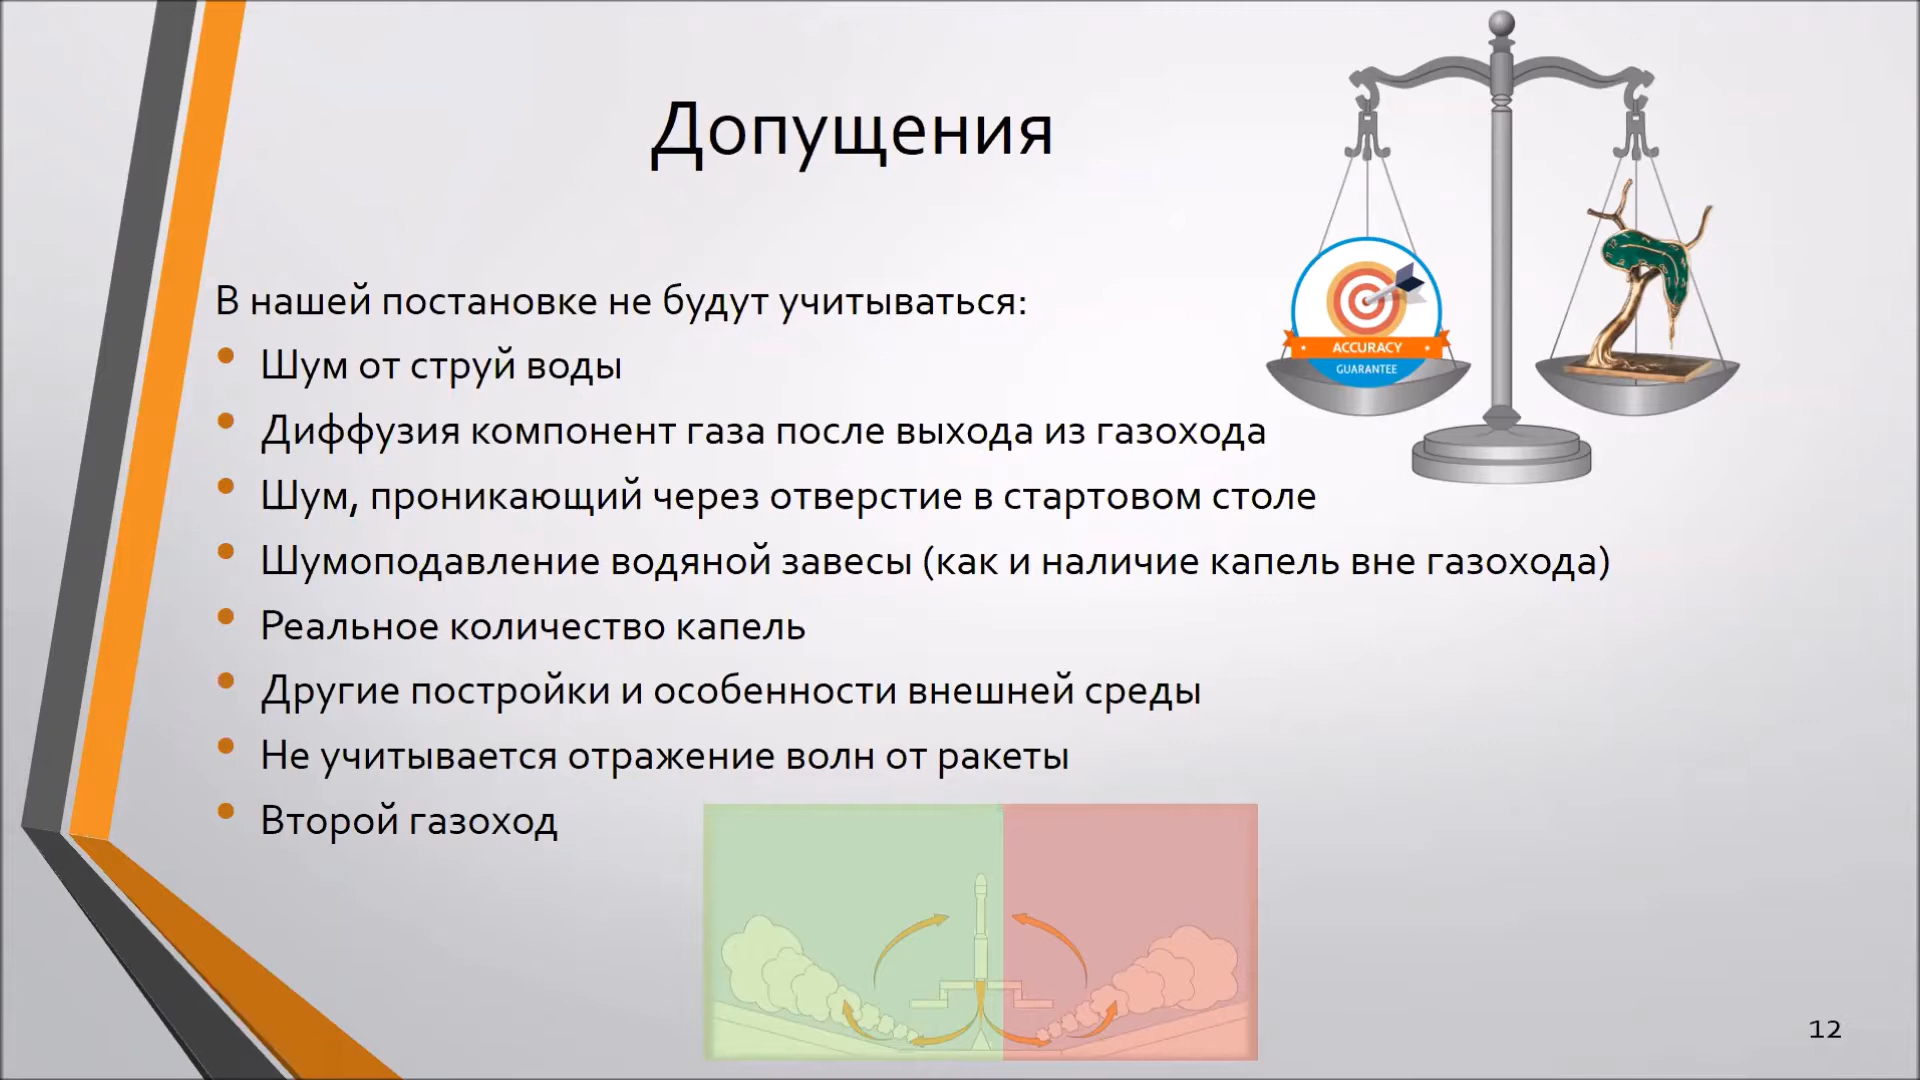 Допущения
В нашей постановке не будут учитываться:
• Шум от струй воды
• Диффузия компонент газа после выхода из газохода
• Шум, проникающий через отверстие в стартовом столе
• Шумоподавление водяной завесы (как и наличие капель вне газохода)
• Реальное количество капель
• Другие постройки и особенности внешней среды
• Не учитывается отражение волн от ракеты
• Второй газоход
ACCURACY
GUARANTEE
12